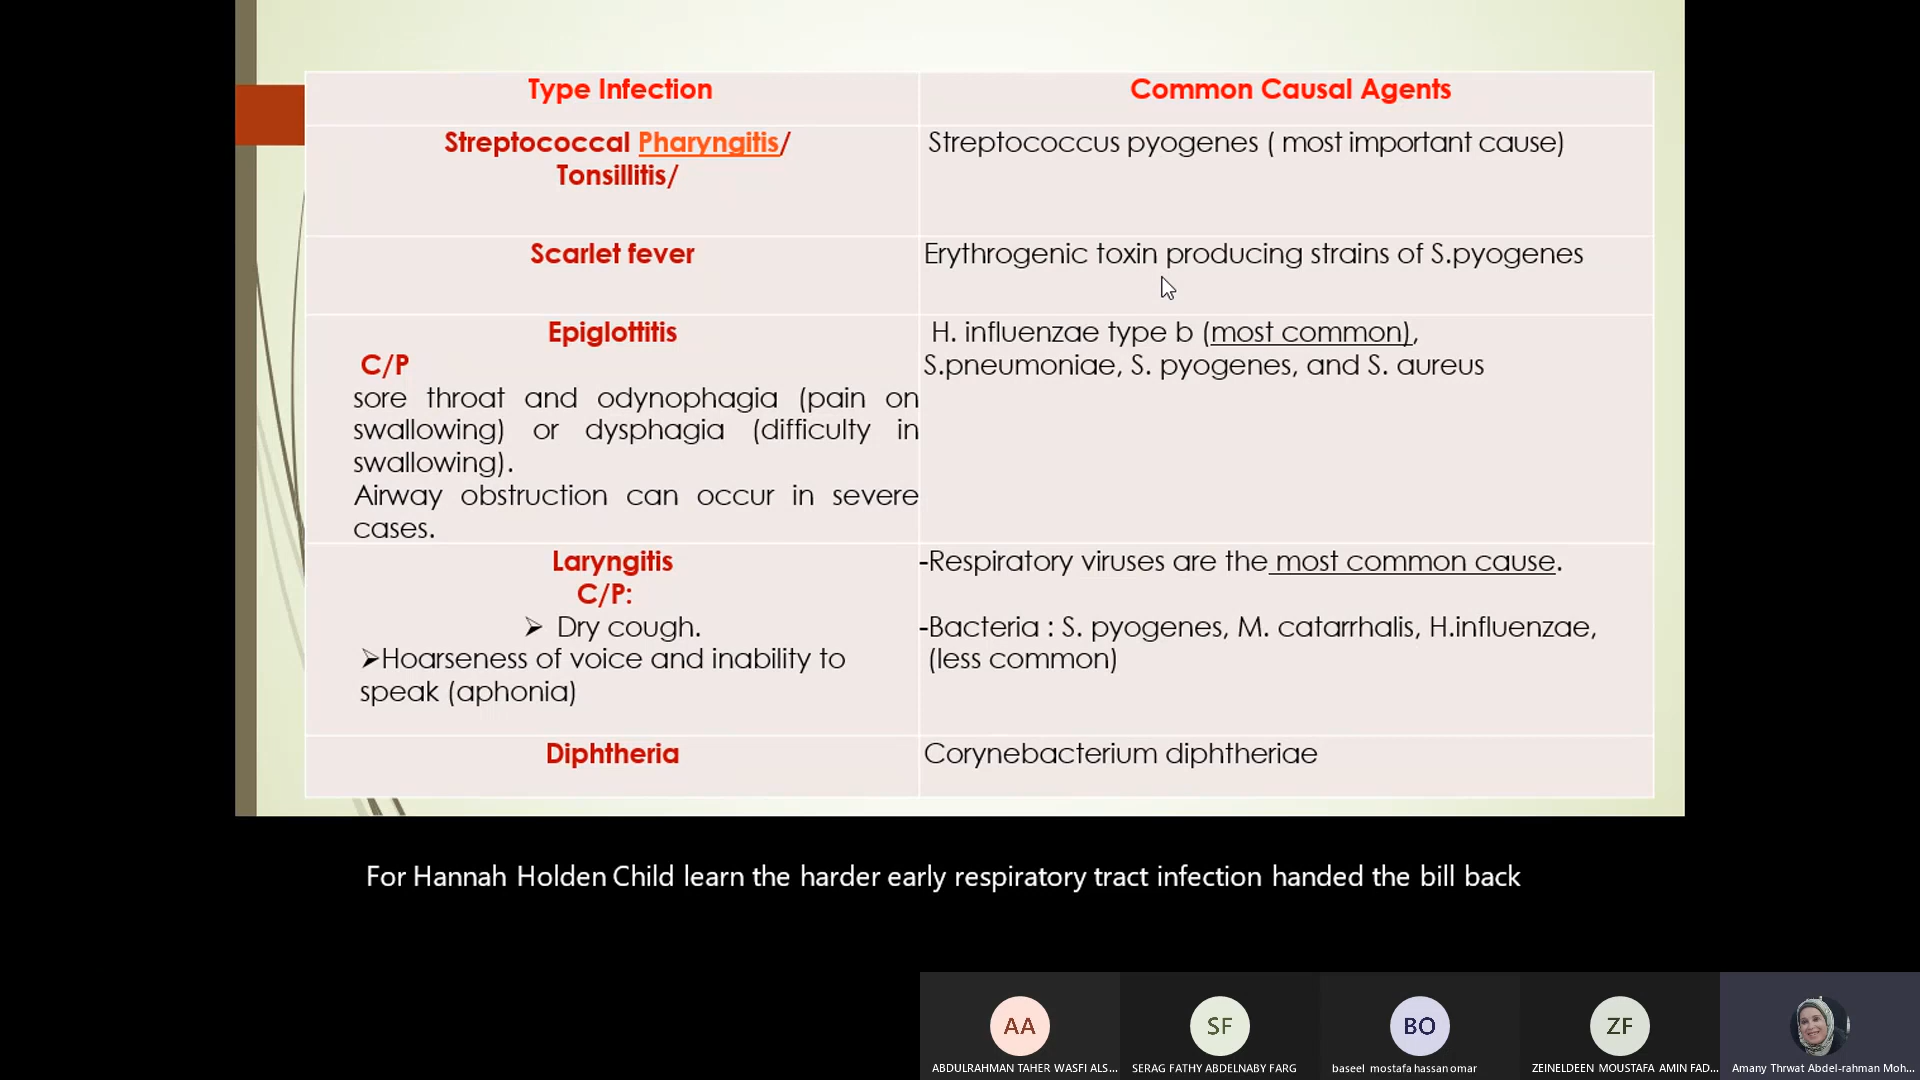 Type Infection
Common Causal Agents
Streptococcal Pharyngitis/
Tonsillitis/
Streptococcus pyogenes ( most important cause)
Scarlet fever
Erythrogenic toxin producing strains of S.pyogenes
Epiglottitis
C/P
sore throat and odynophagia (pain on
swallowing) or dysphagia (difficulty in
swallowing).
Airway obstruction can occur in severe
cases.
H. influenzae type b (most common),
S.pneumoniae, S. pyogenes, and S. aureus
Laryngitis
C/P:
➢ Dry cough.
➢Hoarseness of voice and inability to
speak (aphonia)
-Respiratory viruses are the most common cause.
-Bacteria : S. pyogenes, M. catarrhalis, H.influenzae,
(less common)
Diphtheria
Corynebacterium diphtheriae
For Hannah Holden Child learn the harder early respiratory tract infection handed the bill back
AA
SF
BO
ZF
ABDULRAHMAN TAHER WASFI ALS...
SERAG FATHY ABDELNABY FARG
baseel mostafa hassan omar
ZEINELDEEN MOUSTAFA AMIN FAD...
Amany Thrwat Abdel-rahman Moh...